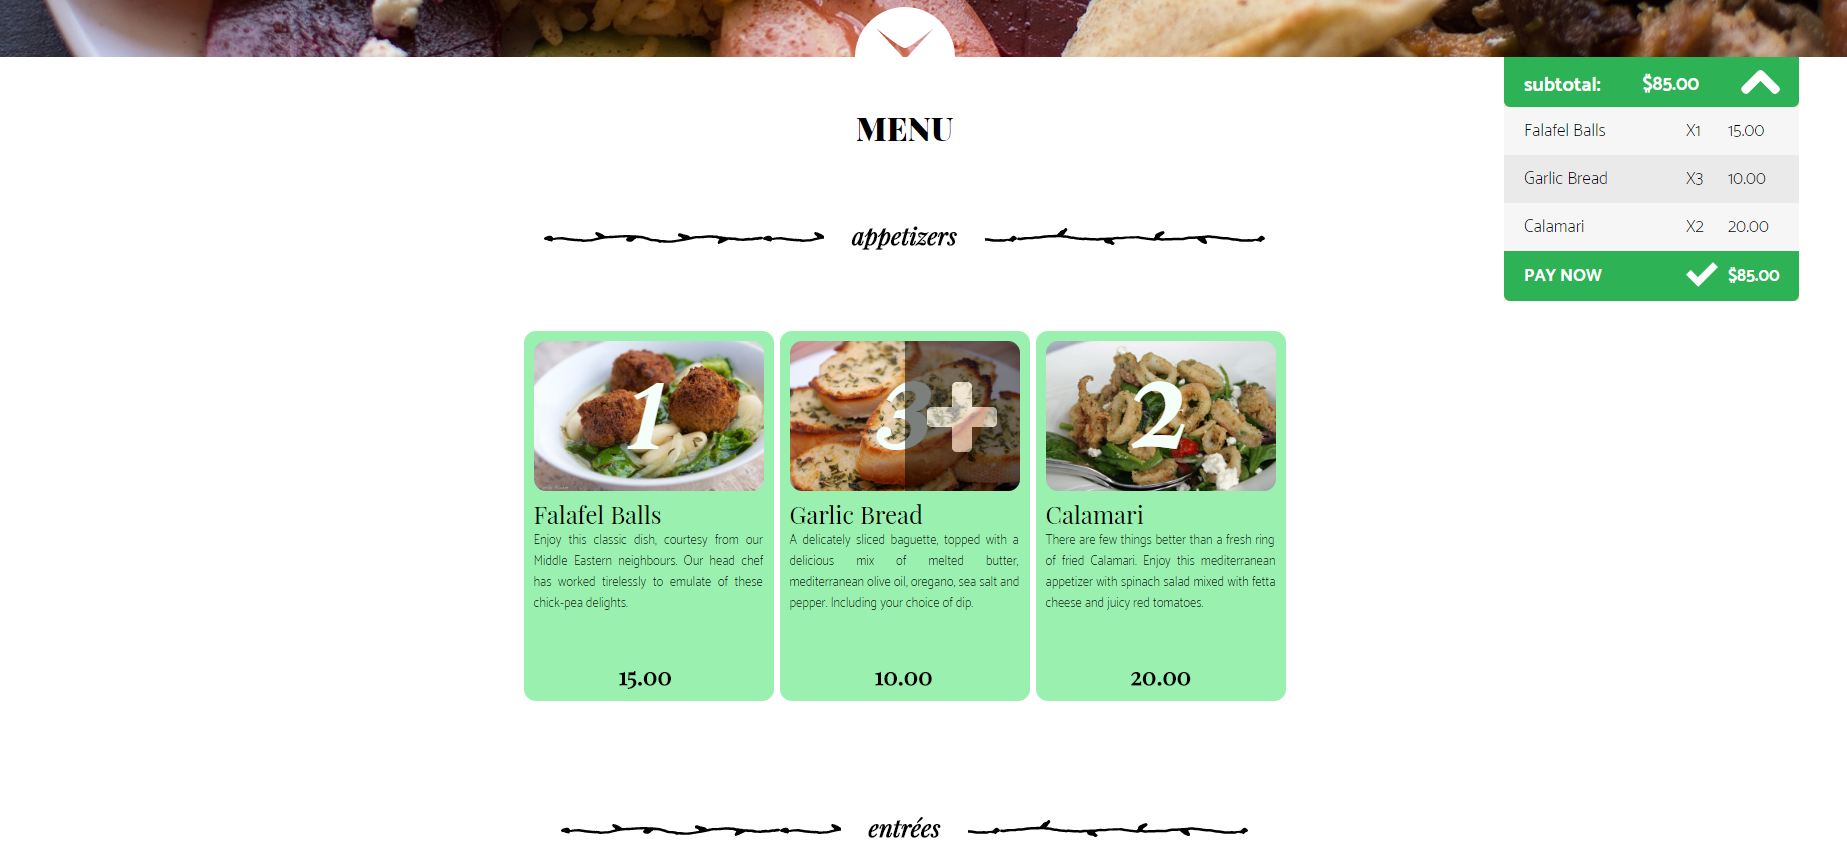 MENU
subtotal: $85.00
Falafel Balls X1 15.00
Garlic Bread X3 10.00
Calamari X2 20.00
PAY NOW $85.00
appetizers
1
3+
2
Falafel Balls
Enjoy this classic dish, courtesy from our
Middle Eastern neighbours. Our head chef
has worked tirelessly to emulate of these
chick-pea delights.
15.00
Garlic Bread
A delicately sliced baguette, topped with a
delicious mix of melted butter,
mediterranean olive oil, oregano, sea salt and
pepper. Including your choice of dip.
10.00
Calamari
There are few things better than a fresh ring
of fried Calamari. Enjoy this mediterranean
appetizer with spinach salad mixed with fetta
cheese and juicy red tomatoes.
20.00
entrées